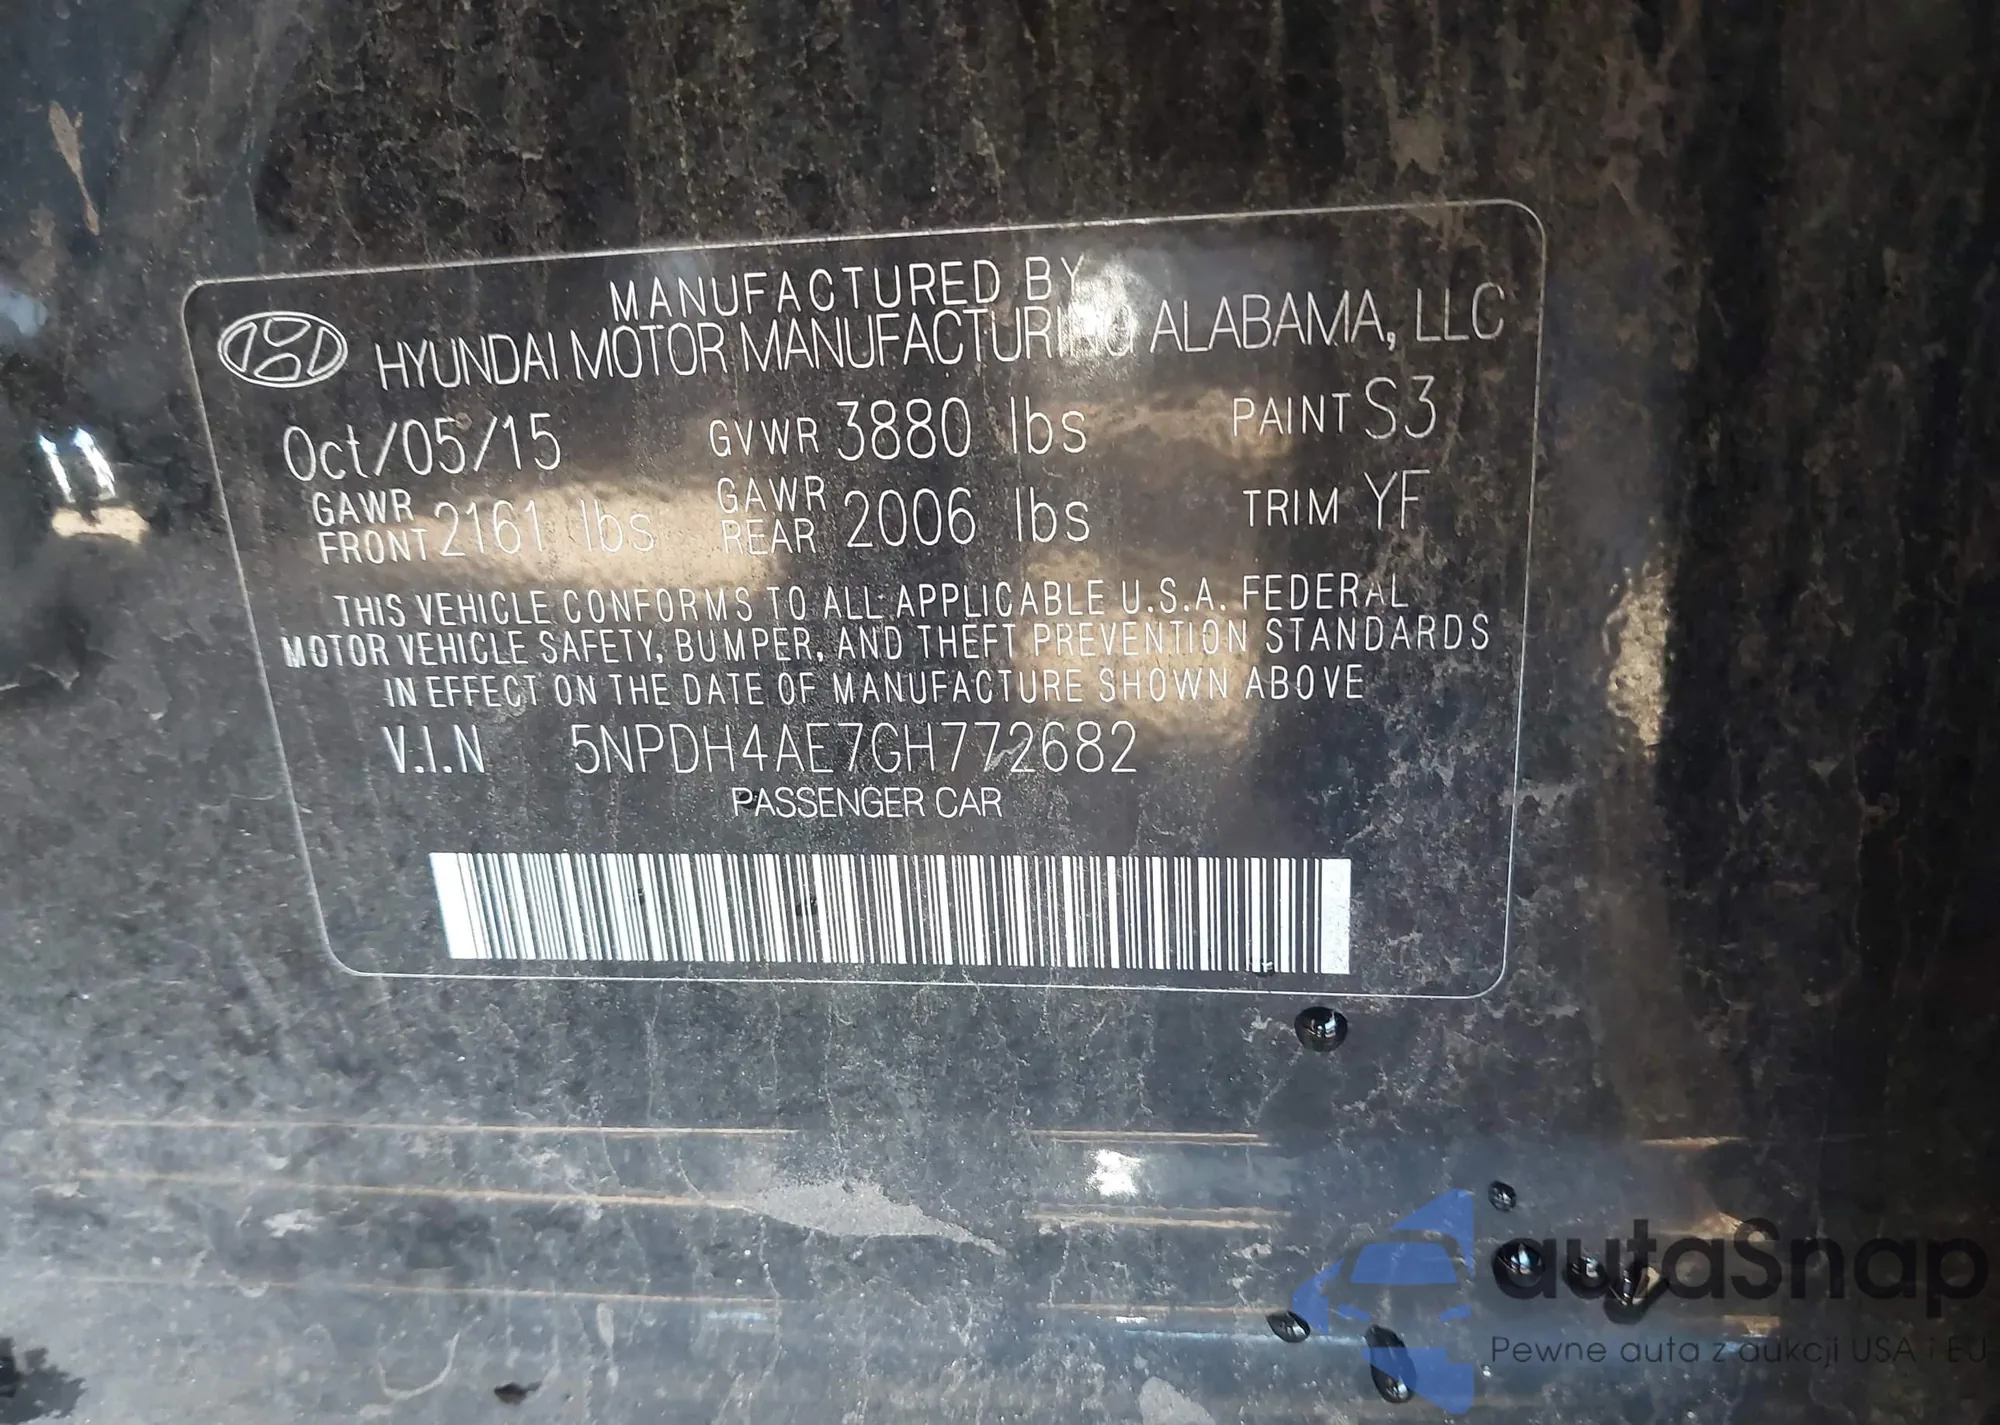 MANUFACTURED BY
HYUNDAI MOTOR MANUFACTURING ALABAMA, LLC
Oct/05/15 GVWR 3880 lbs PAINT S3
GAWR FRONT 2161 lbs GAWR REAR 2006 lbs TRIM YF
THIS VEHICLE CONFORMS TO ALL APPLICABLE U.S.A. FEDERAL
MOTOR VEHICLE SAFETY, BUMPER, AND THEFT PREVENTION STANDARDS
IN EFFECT ON THE DATE OF MANUFACTURE SHOWN ABOVE
V.I.N 5NPDH4AE7GH772682
PASSENGER CAR
autaSnap
Pewne auta z aukcji USA i EU